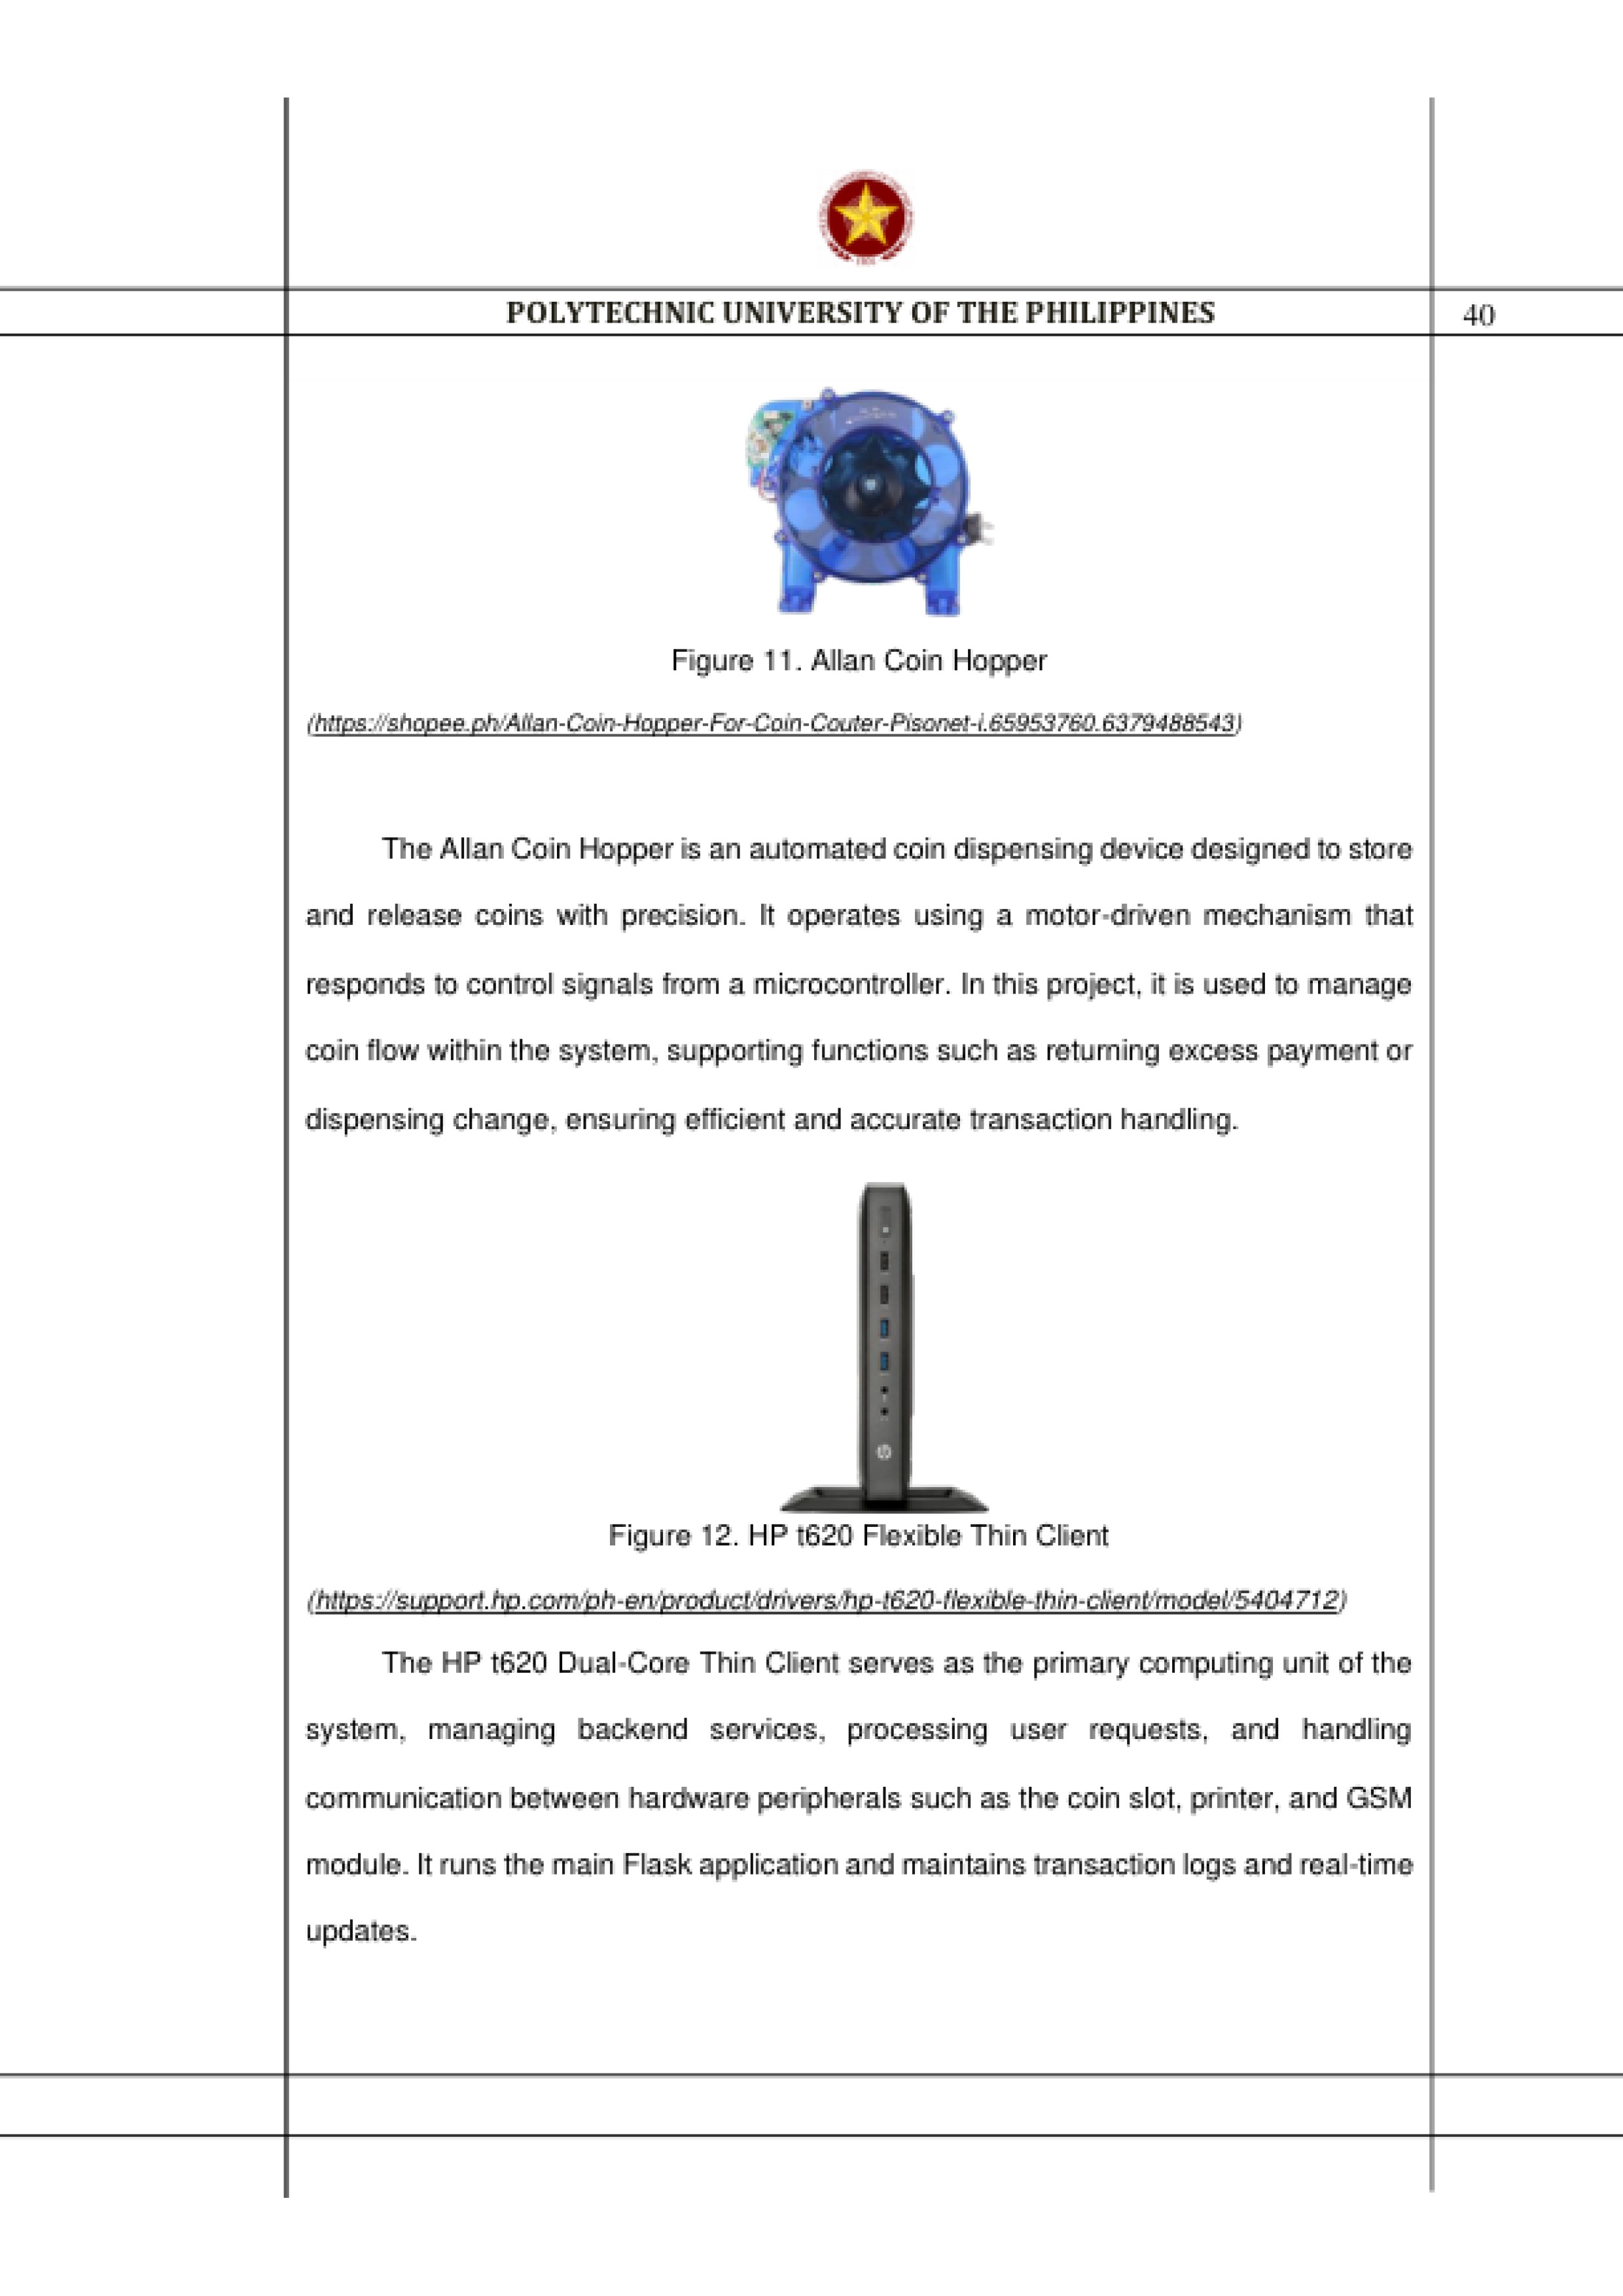 POLYTECHNIC UNIVERSITY OF THE PHILIPPINES
40
Figure 11. Allan Coin Hopper
(https://shopee.ph/Allan-Coin-Hopper-For-Coin-Couter-Pisonet-i.65953760.6379488543)
The Allan Coin Hopper is an automated coin dispensing device designed to store
and release coins with precision. It operates using a motor-driven mechanism that
responds to control signals from a microcontroller. In this project, it is used to manage
coin flow within the system, supporting functions such as returning excess payment or
dispensing change, ensuring efficient and accurate transaction handling.
Figure 12. HP t620 Flexible Thin Client
(https://support.hp.com/ph-en/product/drivers/hp-t620-flexible-thin-client/model/5404712)
The HP t620 Dual-Core Thin Client serves as the primary computing unit of the
system, managing backend services, processing user requests, and handling
communication between hardware peripherals such as the coin slot, printer, and GSM
module. It runs the main Flask application and maintains transaction logs and real-time
updates.